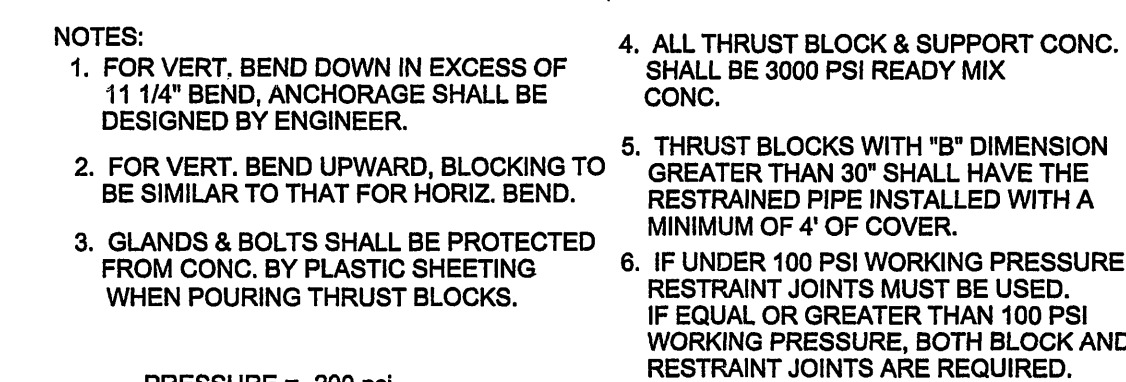 NOTES:
1. FOR VERT. BEND DOWN IN EXCESS OF
11 1/4" BEND, ANCHORAGE SHALL BE
DESIGNED BY ENGINEER.
2. FOR VERT. BEND UPWARD, BLOCKING TO
BE SIMILAR TO THAT FOR HORIZ. BEND.
3. GLANDS & BOLTS SHALL BE PROTECTED
FROM CONC. BY PLASTIC SHEETING
WHEN POURING THRUST BLOCKS.
4. ALL THRUST BLOCK & SUPPORT CONC.
SHALL BE 3000 PSI READY MIX
CONC.
5. THRUST BLOCKS WITH "B" DIMENSION
GREATER THAN 30" SHALL HAVE THE
RESTRAINED PIPE INSTALLED WITH A
MINIMUM OF 4' OF COVER.
6. IF UNDER 100 PSI WORKING PRESSURE
RESTRAINT JOINTS MUST BE USED.
IF EQUAL OR GREATER THAN 100 PSI
WORKING PRESSURE, BOTH BLOCK AND
RESTRAINT JOINTS ARE REQUIRED.
PRESSURE = 200 psi